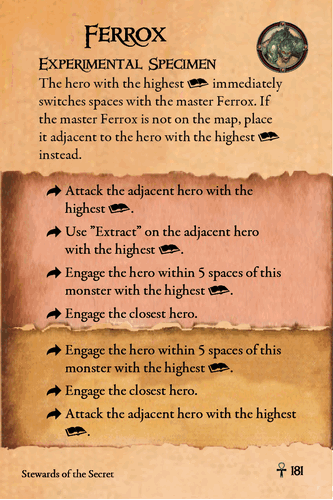 Ferrox
Experimental Specimen
The hero with the highest immediately
switches spaces with the master Ferrox. If
the master Ferrox is not on the map, place
it adjacent to the hero with the highest
instead.
Attack the adjacent hero with the
highest .
Use "Extract" on the adjacent hero
with the highest .
Engage the hero within 5 spaces of this
monster with the highest .
Engage the closest hero.
Engage the hero within 5 spaces of this
monster with the highest .
Engage the closest hero.
Attack the adjacent hero with the highest
.
Stewards of the Secret
181